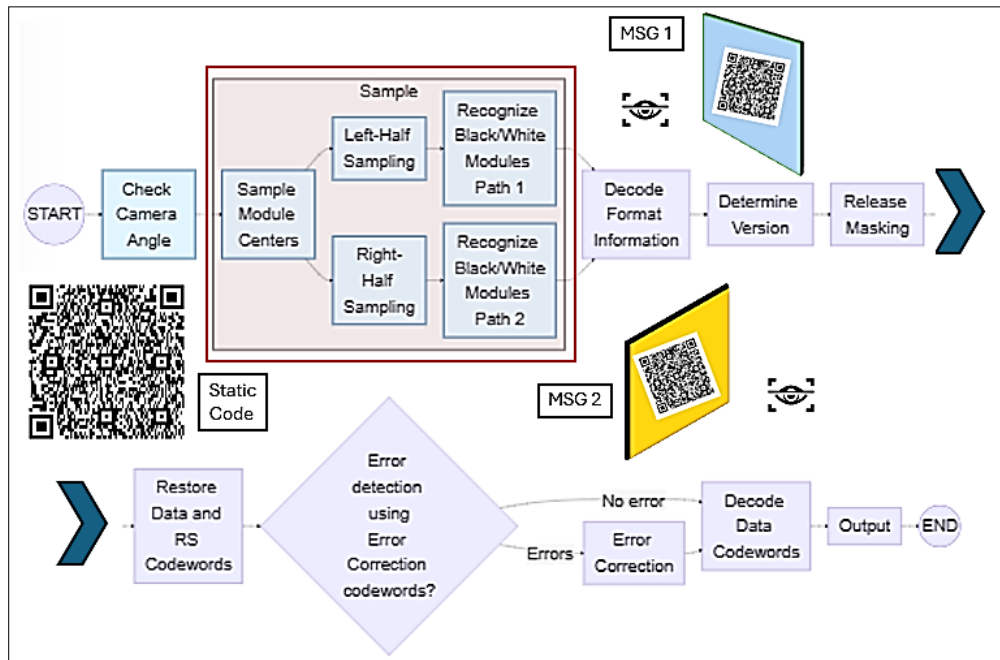 MSG 1
Sample
Left-Half
Sampling
Recognize
Black/White
Modules
Path 1
START
Check
Camera
Angle
Sample
Module
Centers
Decode
Format
Information
Determine
Version
Release
Masking
Right-
Half
Sampling
Recognize
Black/White
Modules
Path 2
Static
Code
MSG 2
Restore
Data and
RS
Codewords
Error
detection
using
Error
Correction
codewords?
No error
Errors
Error
Correction
Decode
Data
Codewords
Output
END